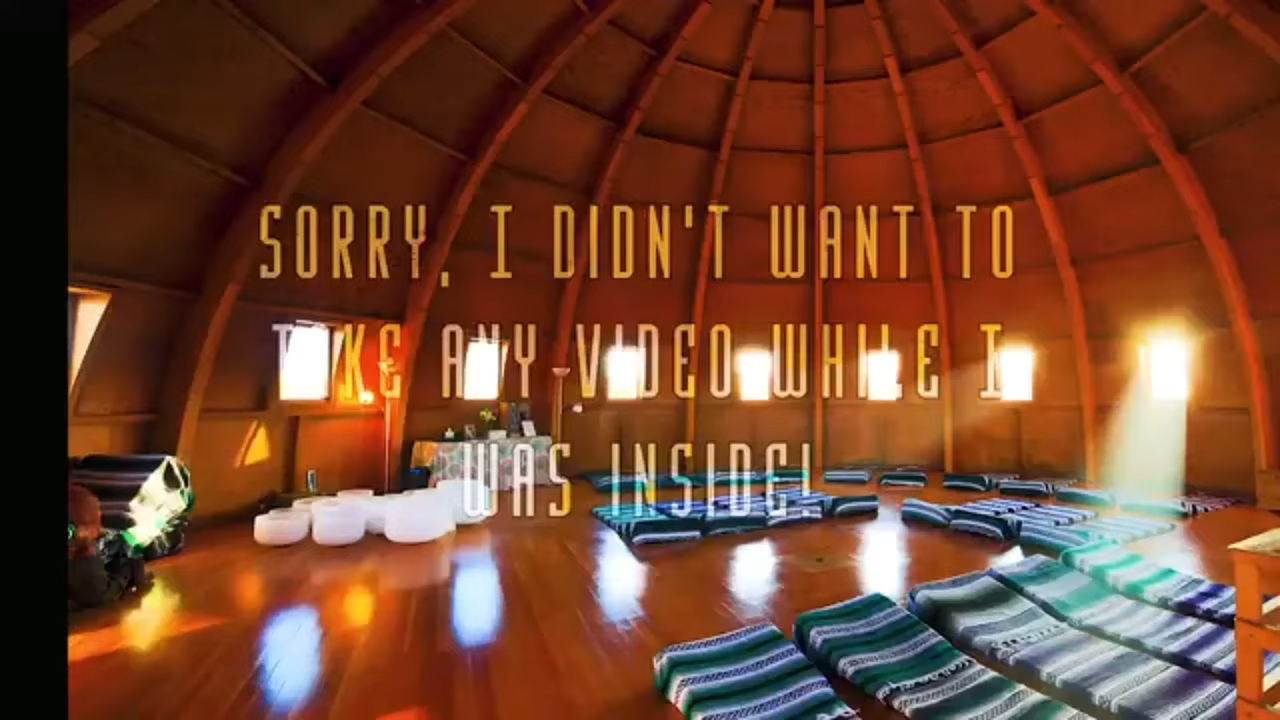 SORRY, I DIDN'T WANT TO
TAKE ANY VIDEO WHILE I
WAS INSIDE!